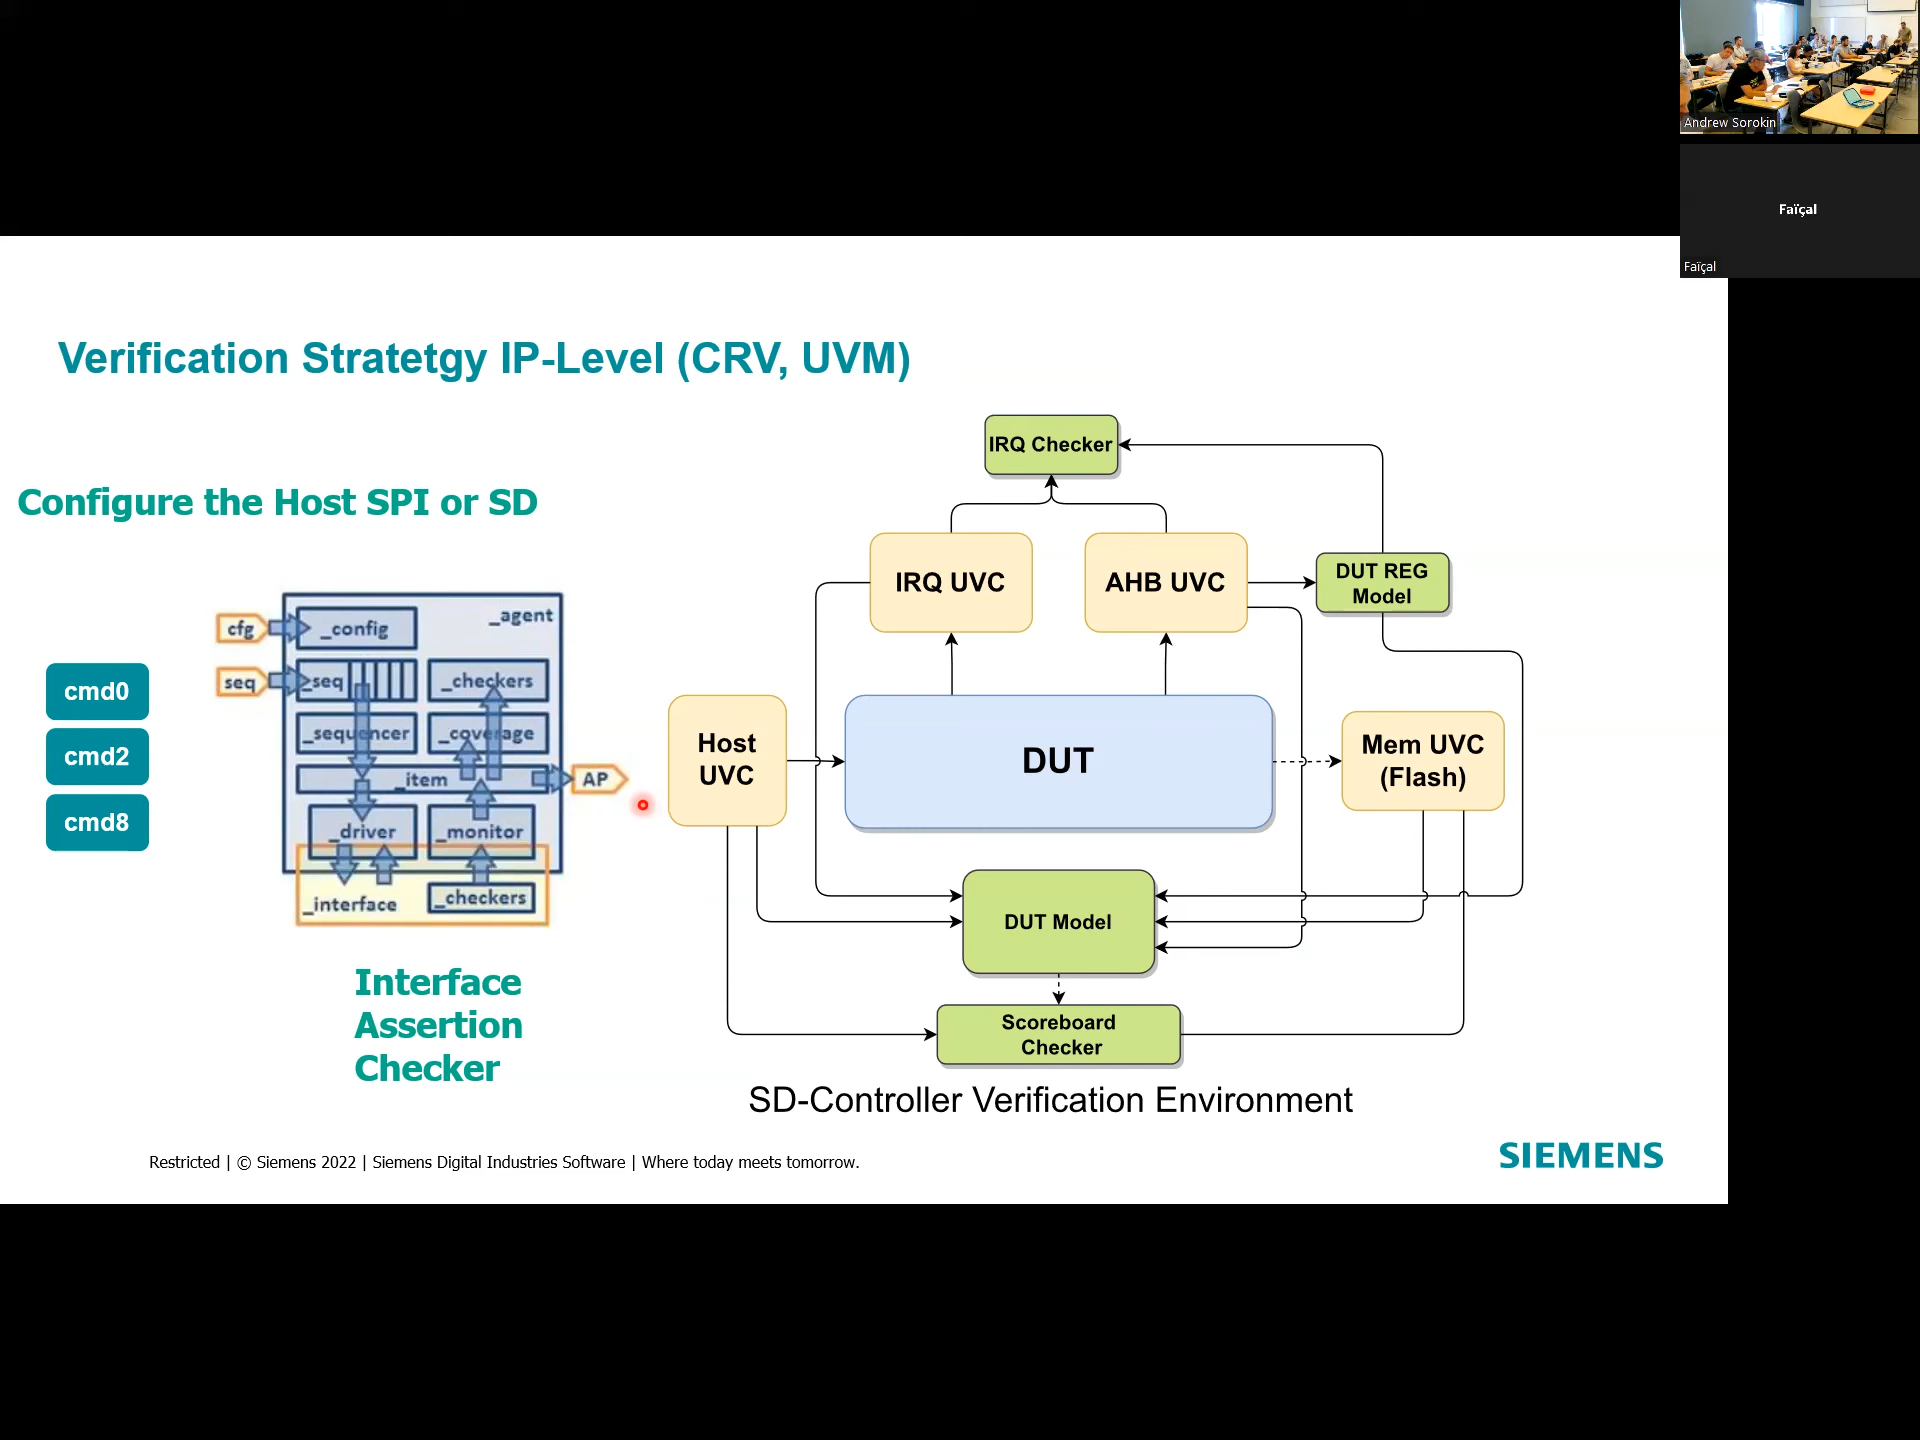 Andrew Sorokin
Faïçal
Faïçal
Verification Stratetgy IP-Level (CRV, UVM)
Configure the Host SPI or SD
cmd0
cmd2
cmd8
cfg
seq
_agent
_config
_seq
_checkers
_sequencer
_coverage
_item
AP
_driver
_monitor
_interface
_checkers
Interface
Assertion
Checker
IRQ Checker
IRQ UVC
AHB UVC
DUT REG
Model
Host
UVC
DUT
Mem UVC
(Flash)
DUT Model
Scoreboard
Checker
SD-Controller Verification Environment
Restricted | © Siemens 2022 | Siemens Digital Industries Software | Where today meets tomorrow.
SIEMENS